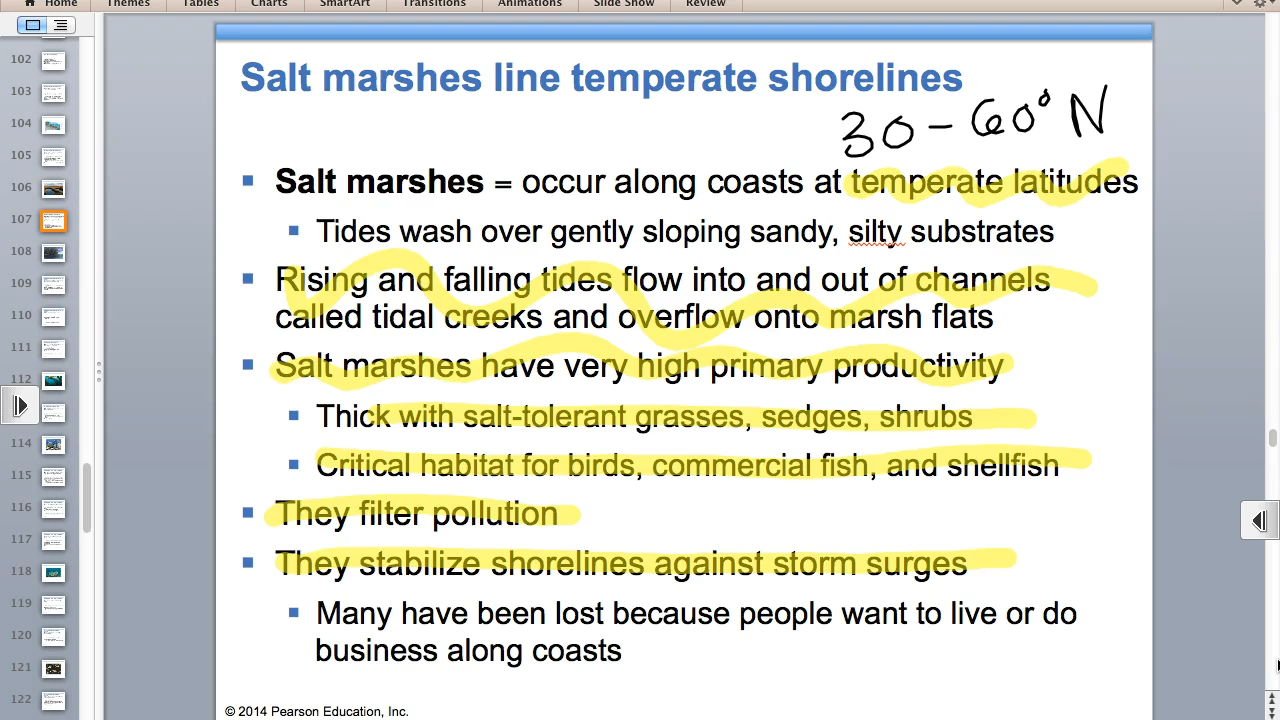 Home Themes Tables Charts SmartArt Transitions Animations Slide Show Review
102
103
104
105
106
107
108
109
110
111
112
114
115
116
117
118
119
120
121
122
Salt marshes line temperate shorelines
30-60° N
▪ Salt marshes = occur along coasts at temperate latitudes
▪ Tides wash over gently sloping sandy, silty substrates
▪ Rising and falling tides flow into and out of channels
called tidal creeks and overflow onto marsh flats
▪ Salt marshes have very high primary productivity
▪ Thick with salt-tolerant grasses, sedges, shrubs
▪ Critical habitat for birds, commercial fish, and shellfish
▪ They filter pollution
▪ They stabilize shorelines against storm surges
▪ Many have been lost because people want to live or do
business along coasts
© 2014 Pearson Education, Inc.